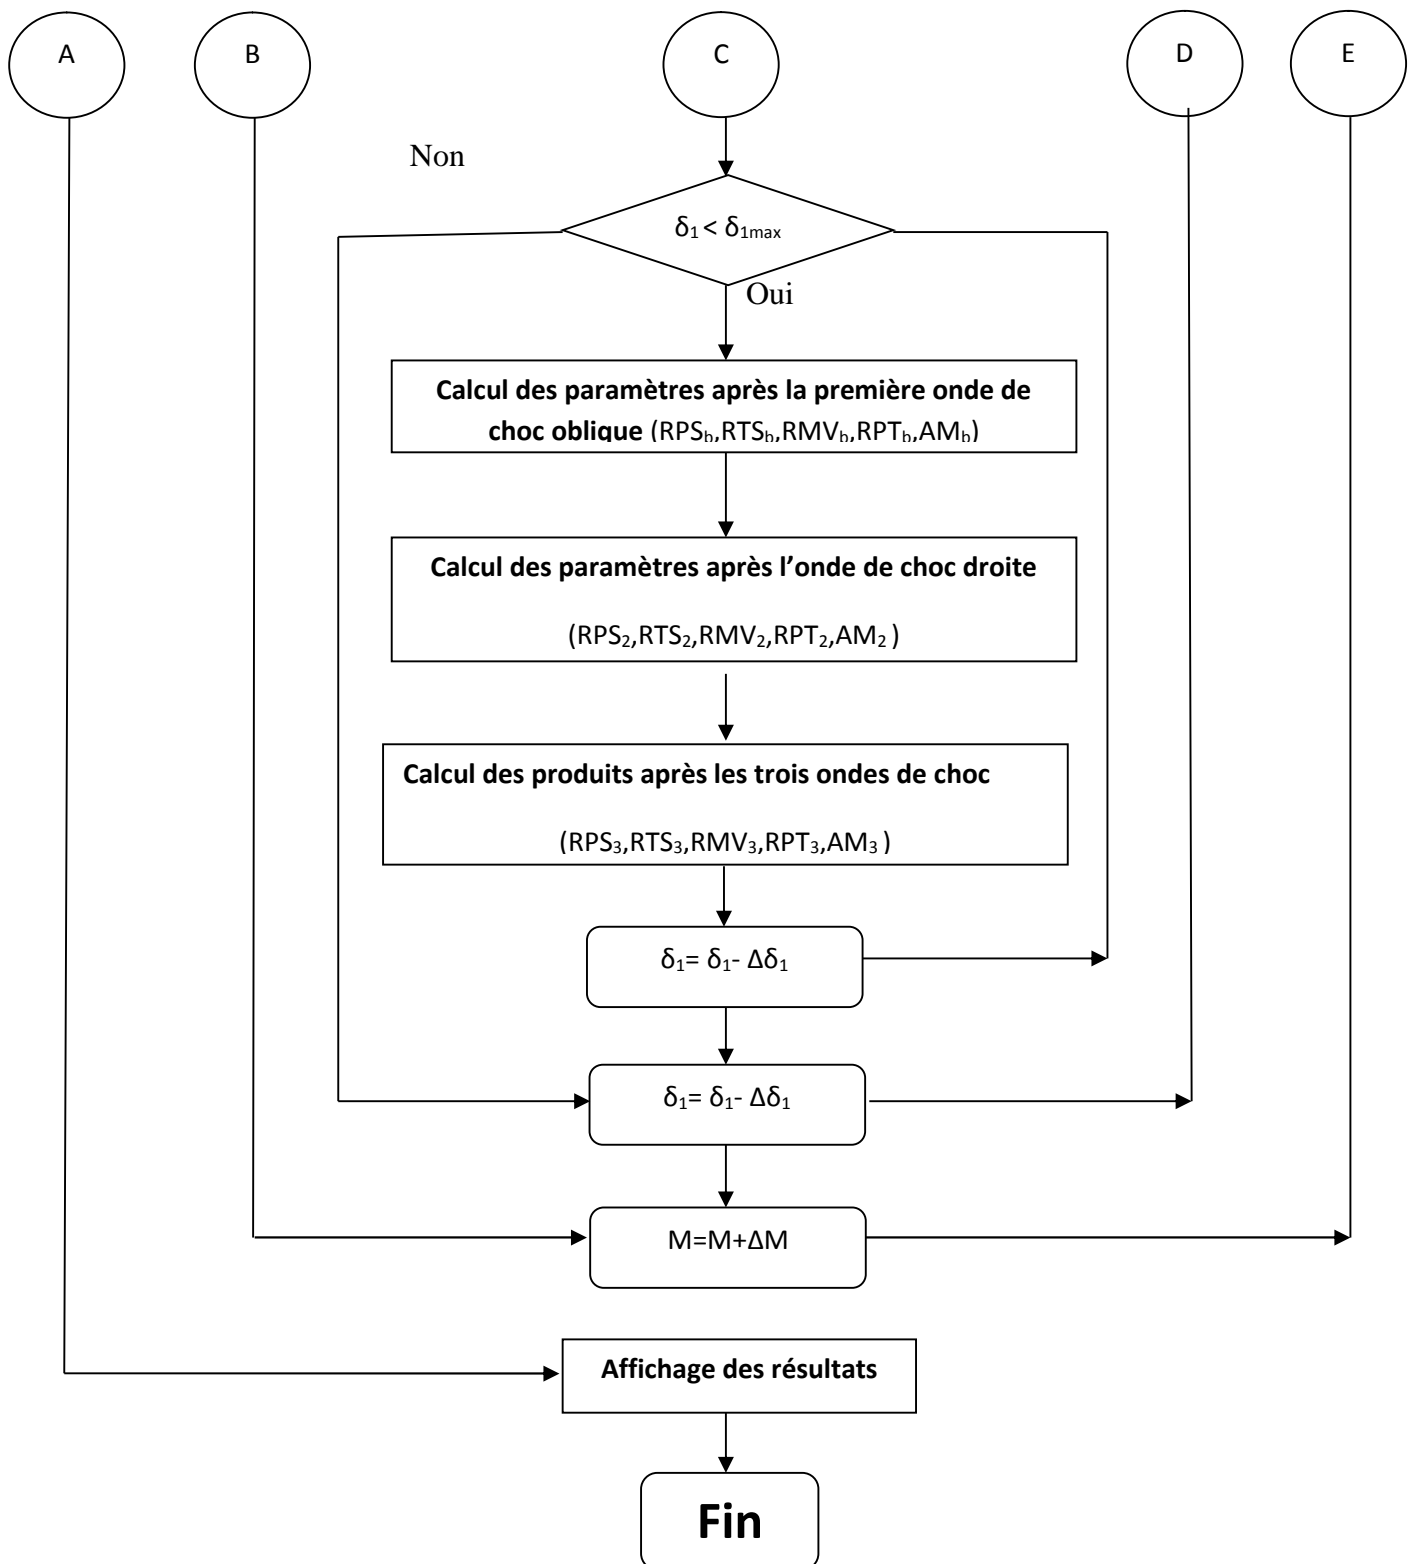 A
B
C
D
E
Non
δ₁ < δ₁max
Oui
Calcul des paramètres après la première onde de
choc oblique (RPSb,RTSb,RMVb,RPTb,AMb)
Calcul des paramètres après l’onde de choc droite
(RPS₂,RTS₂,RMV₂,RPT₂,AM₂ )
Calcul des produits après les trois ondes de choc
(RPS₃,RTS₃,RMV₃,RPT₃,AM₃ )
δ₁= δ₁- Δδ₁
δ₁= δ₁- Δδ₁
M=M+ΔM
Affichage des résultats
Fin